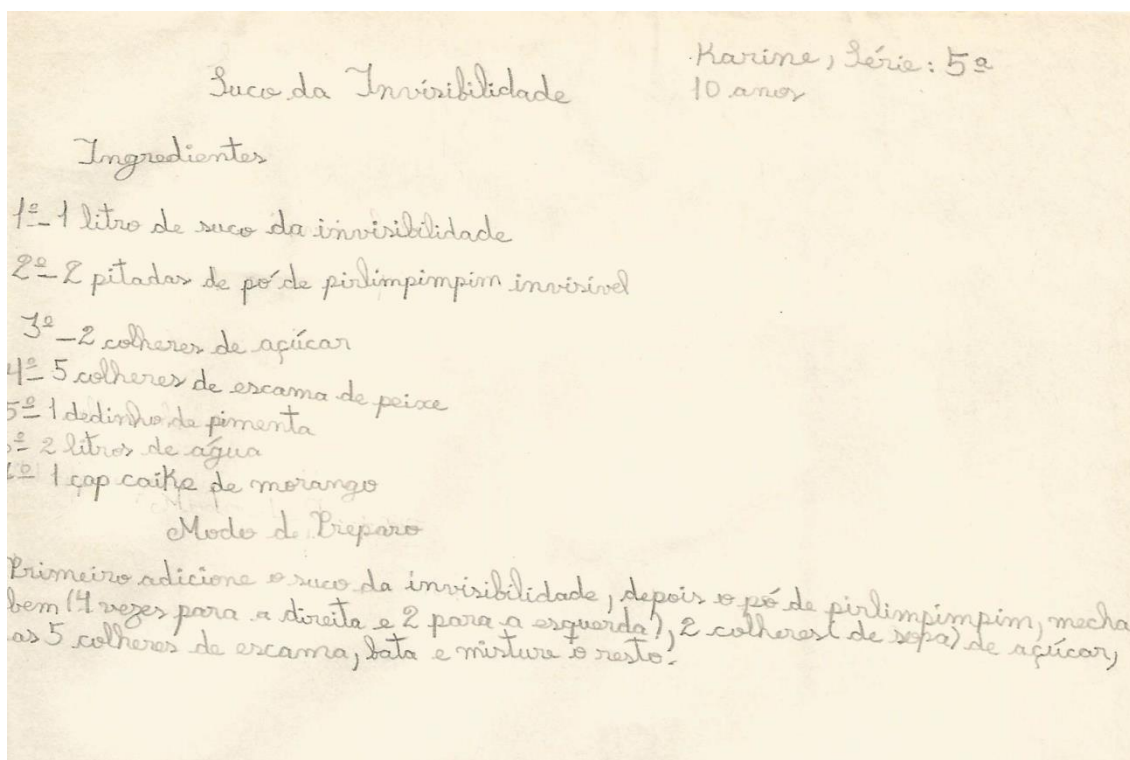 Karine, Série: 5ª
Suco da Invisibilidade
10 anos
Ingredientes
1º - 1 litro de suco da invisibilidade
2º - 2 pitadas de pó de pirlimpimpim invisível
3º - 2 colheres de açúcar
4º - 5 colheres de escama de peixe
5º - 1 dedinho de pimenta
º - 2 litros de água
º - 1 cap caike de morango
Modo de Preparo
Primeiro adicione o suco da invisibilidade, depois o pó de pirlimpimpim, mecha
bem (4 vezes para a direita e 2 para a esquerda), 2 colheres (de sopa) de açúcar,
as 5 colheres de escama, bata e misture o resto.